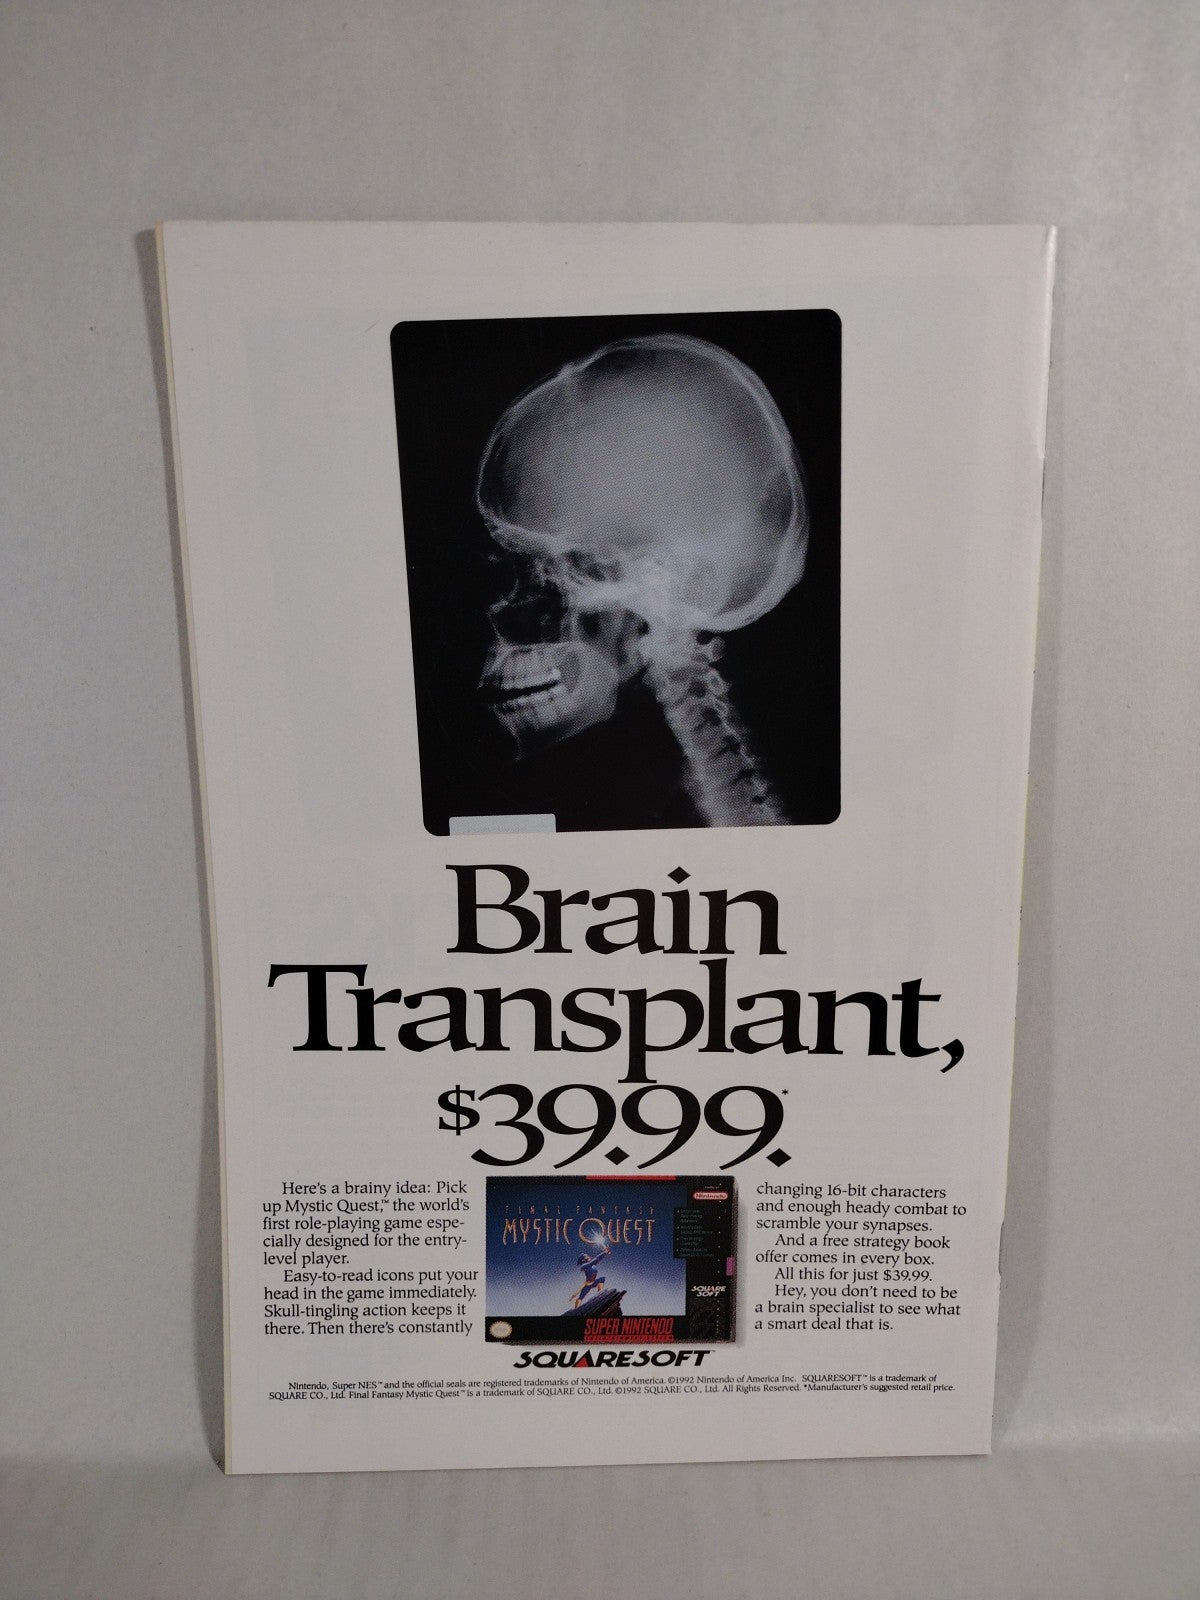 Brain
Transplant,
$39.99.*
Here's a brainy idea: Pick
up Mystic Quest,™ the world's
first role-playing game espe-
cially designed for the entry-
level player.
Easy-to-read icons put your
head in the game immediately.
Skull-tingling action keeps it
there. Then there's constantly
FINAL FANTASY
MYSTIC QUEST
Nintendo
SQUARE
SOFT
SUPER NINTENDO
changing 16-bit characters
and enough heady combat to
scramble your synapses.
And a free strategy book
offer comes in every box.
All this for just $39.99.
Hey, you don't need to be
a brain specialist to see what
a smart deal that is.
SQUARESOFT™
Nintendo, Super NES™ and the official seals are registered trademarks of Nintendo of America. ©1992 Nintendo of America Inc. SQUARESOFT™ is a trademark of
SQUARE CO., Ltd. Final Fantasy Mystic Quest™ is a trademark of SQUARE CO., Ltd. ©1992 SQUARE CO., Ltd. All Rights Reserved. *Manufacturer's suggested retail price.